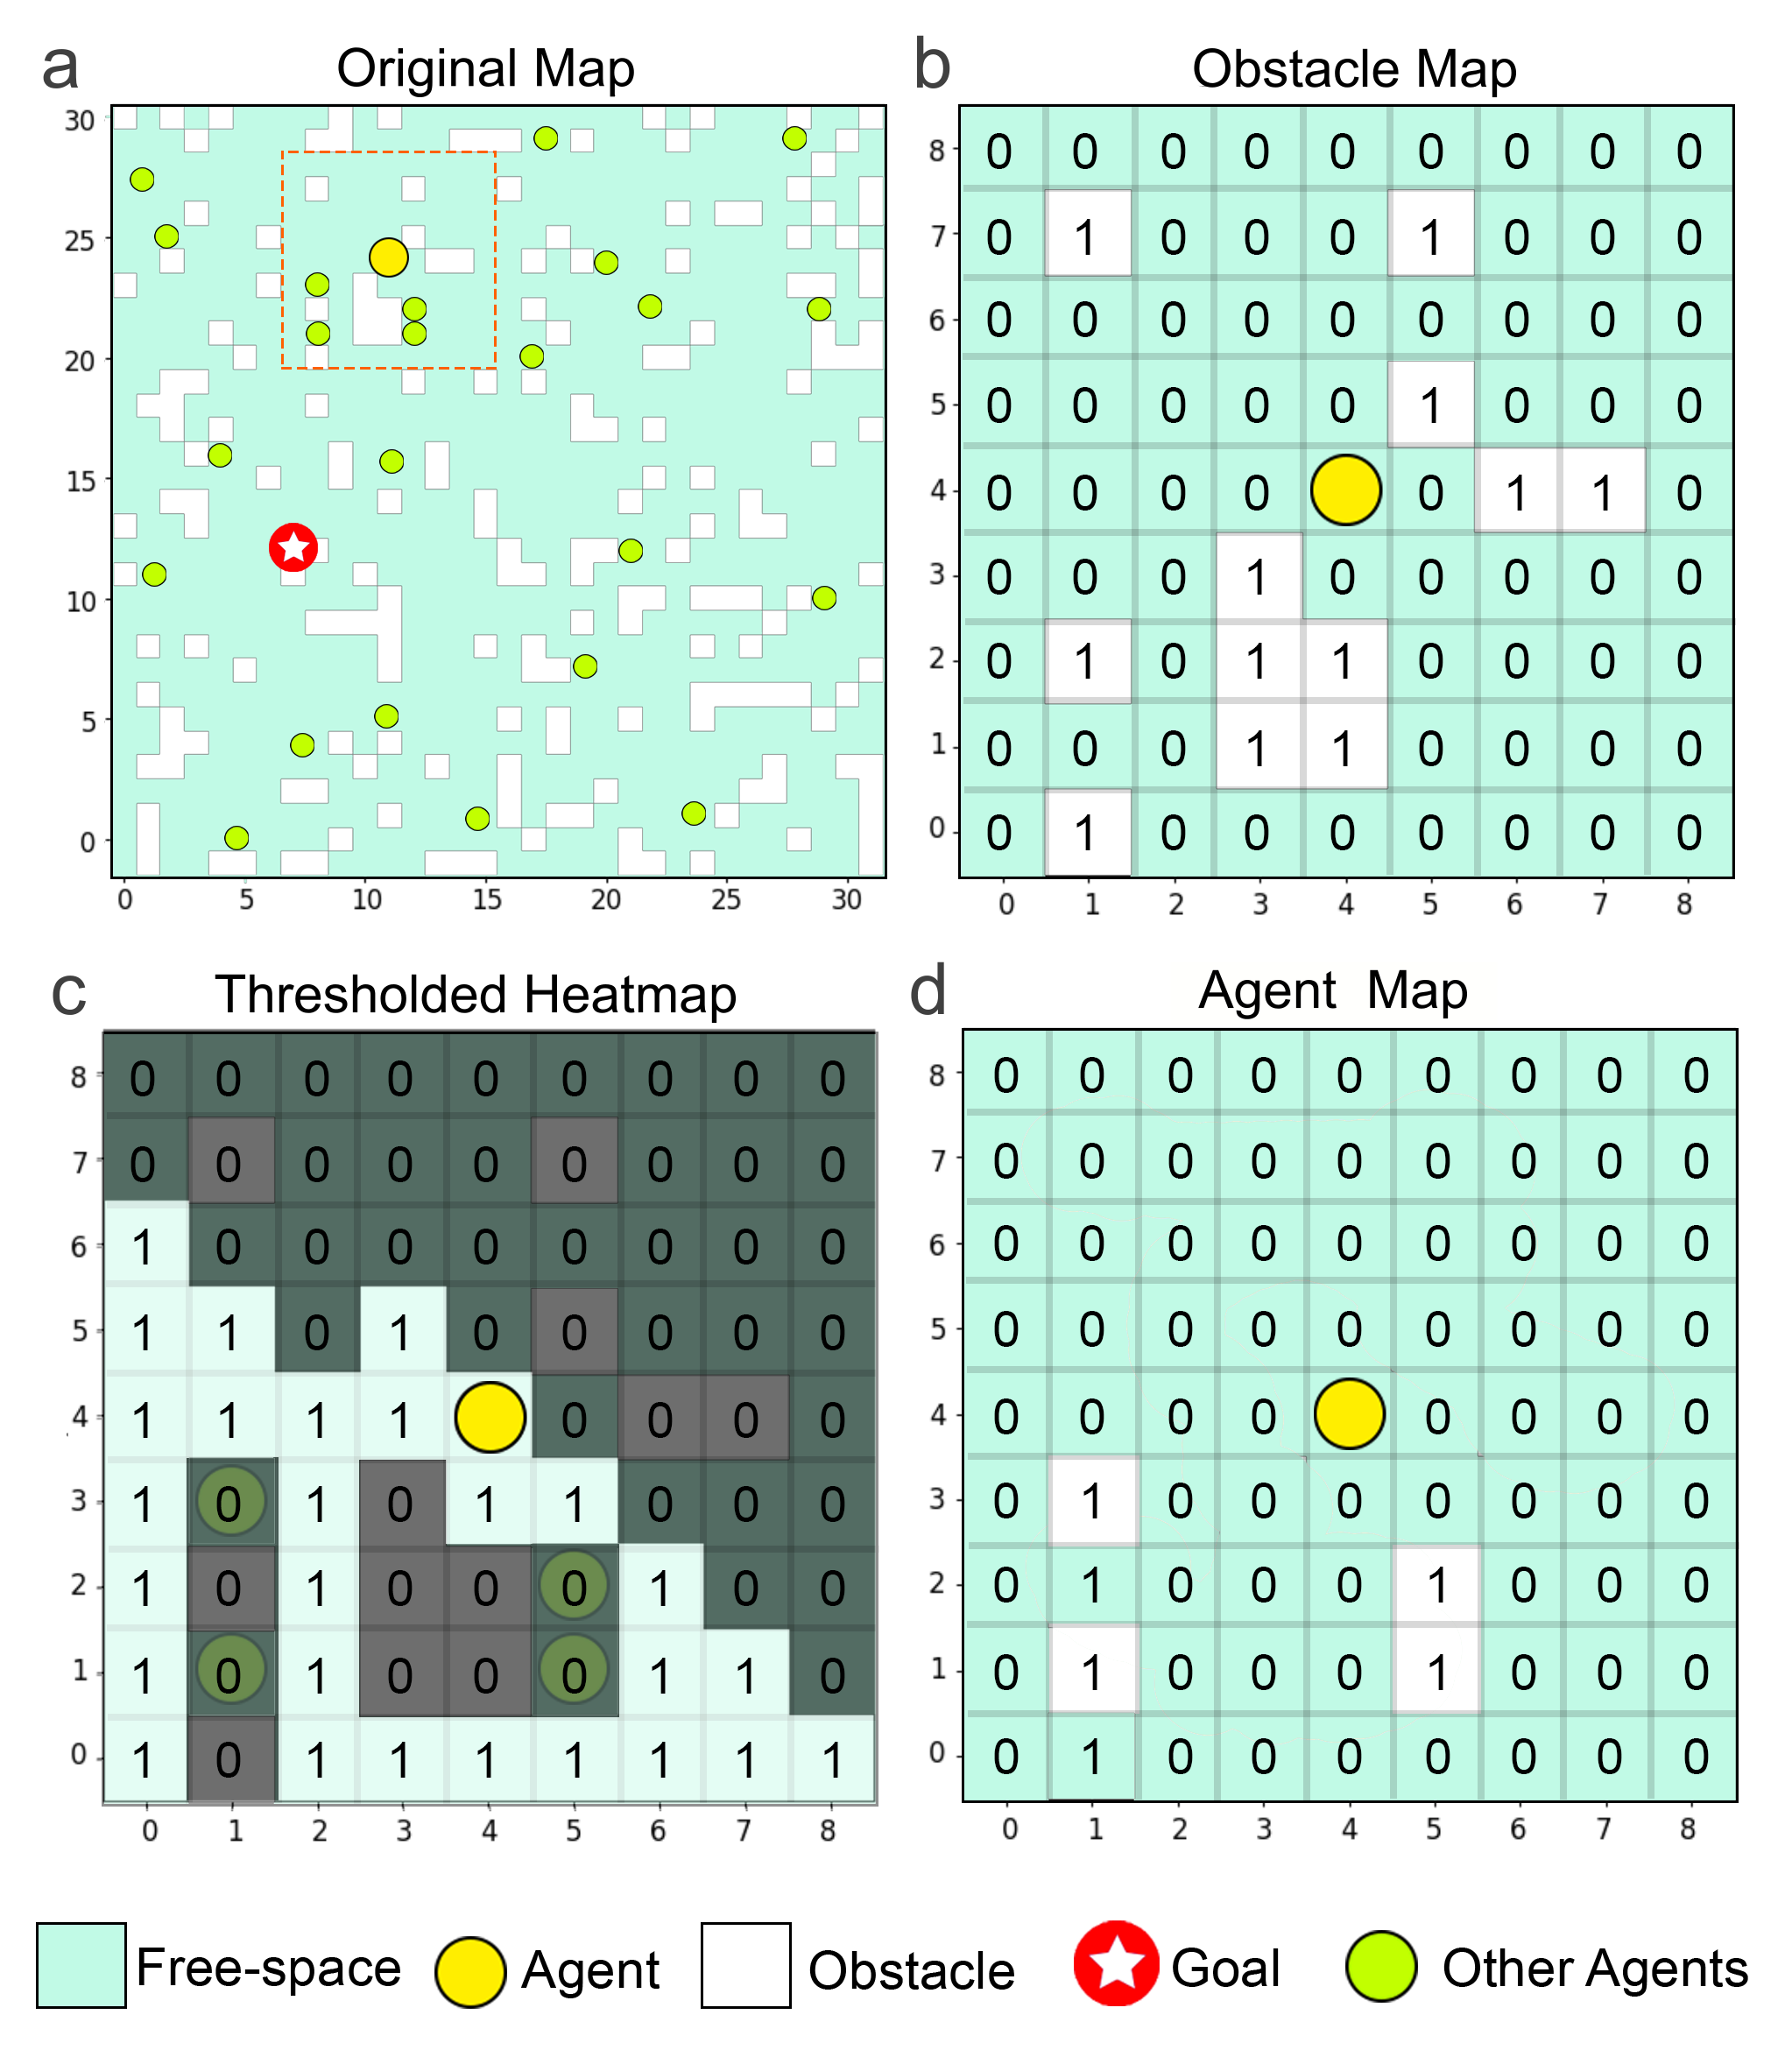 a
Original Map
30
25
20
15
10
5
0
0 5 10 15 20 25 30
b
Obstacle Map
8 0 0 0 0 0 0 0 0 0
7 0 1 0 0 0 1 0 0 0
6 0 0 0 0 0 0 0 0 0
5 0 0 0 0 0 1 0 0 0
4 0 0 0 0 0 1 1 0
3 0 0 0 1 0 0 0 0 0
2 0 1 0 1 1 0 0 0 0
1 0 0 0 1 1 0 0 0 0
0 0 1 0 0 0 0 0 0 0
0 1 2 3 4 5 6 7 8
c
Thresholded Heatmap
8 0 0 0 0 0 0 0 0 0
7 0 0 0 0 0 0 0 0 0
6 1 0 0 0 0 0 0 0 0
5 1 1 0 1 0 0 0 0 0
4 1 1 1 1 0 0 0 0
3 1 0 1 0 1 1 0 0 0
2 1 0 1 0 0 0 1 0 0
1 1 0 1 0 0 0 1 1 0
0 1 0 1 1 1 1 1 1 1
0 1 2 3 4 5 6 7 8
d
Agent Map
8 0 0 0 0 0 0 0 0 0
7 0 0 0 0 0 0 0 0 0
6 0 0 0 0 0 0 0 0 0
5 0 0 0 0 0 0 0 0 0
4 0 0 0 0 0 0 0 0
3 0 1 0 0 0 0 0 0 0
2 0 1 0 0 0 1 0 0 0
1 0 1 0 0 0 1 0 0 0
0 0 1 0 0 0 0 0 0 0
0 1 2 3 4 5 6 7 8
Free-space Agent Obstacle Goal Other Agents